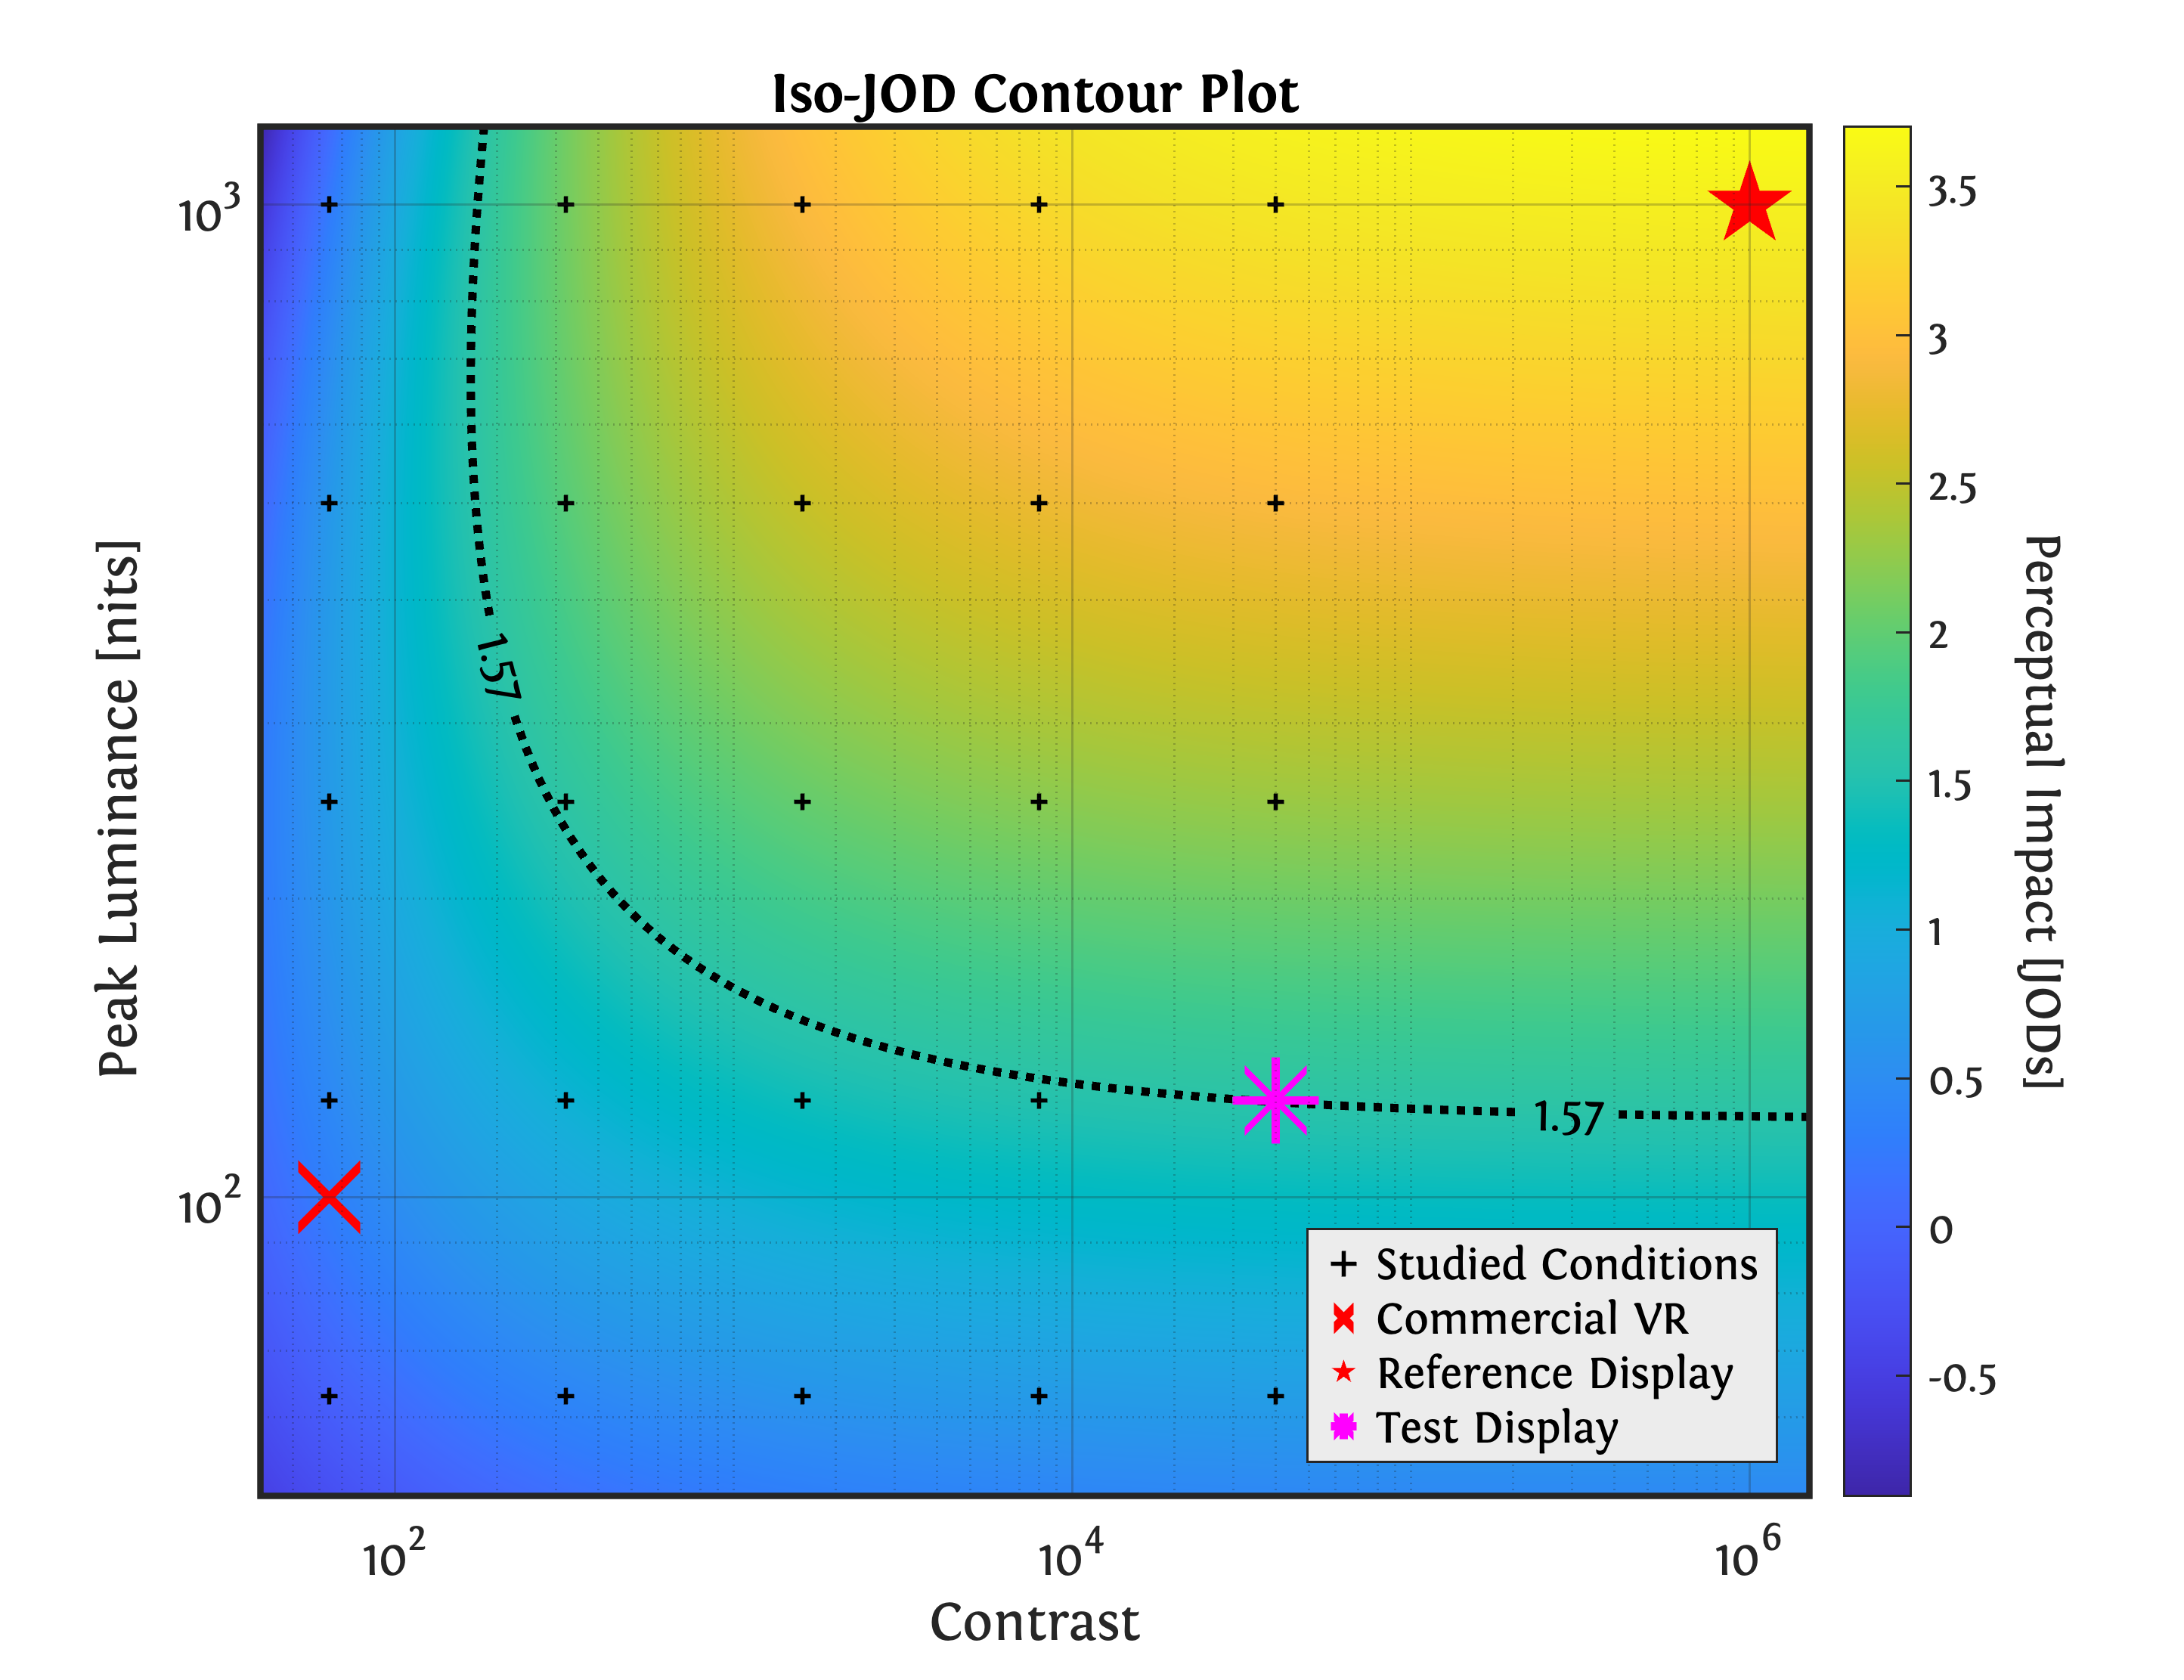 Iso-JOD Contour Plot
10^3
10^2
Peak Luminance [nits]
1.57
1.57
Studied Conditions
Commercial VR
Reference Display
Test Display
10^2
10^4
10^6
Contrast
3.5
3
2.5
2
1.5
1
0.5
0
-0.5
Perceptual Impact [JODs]